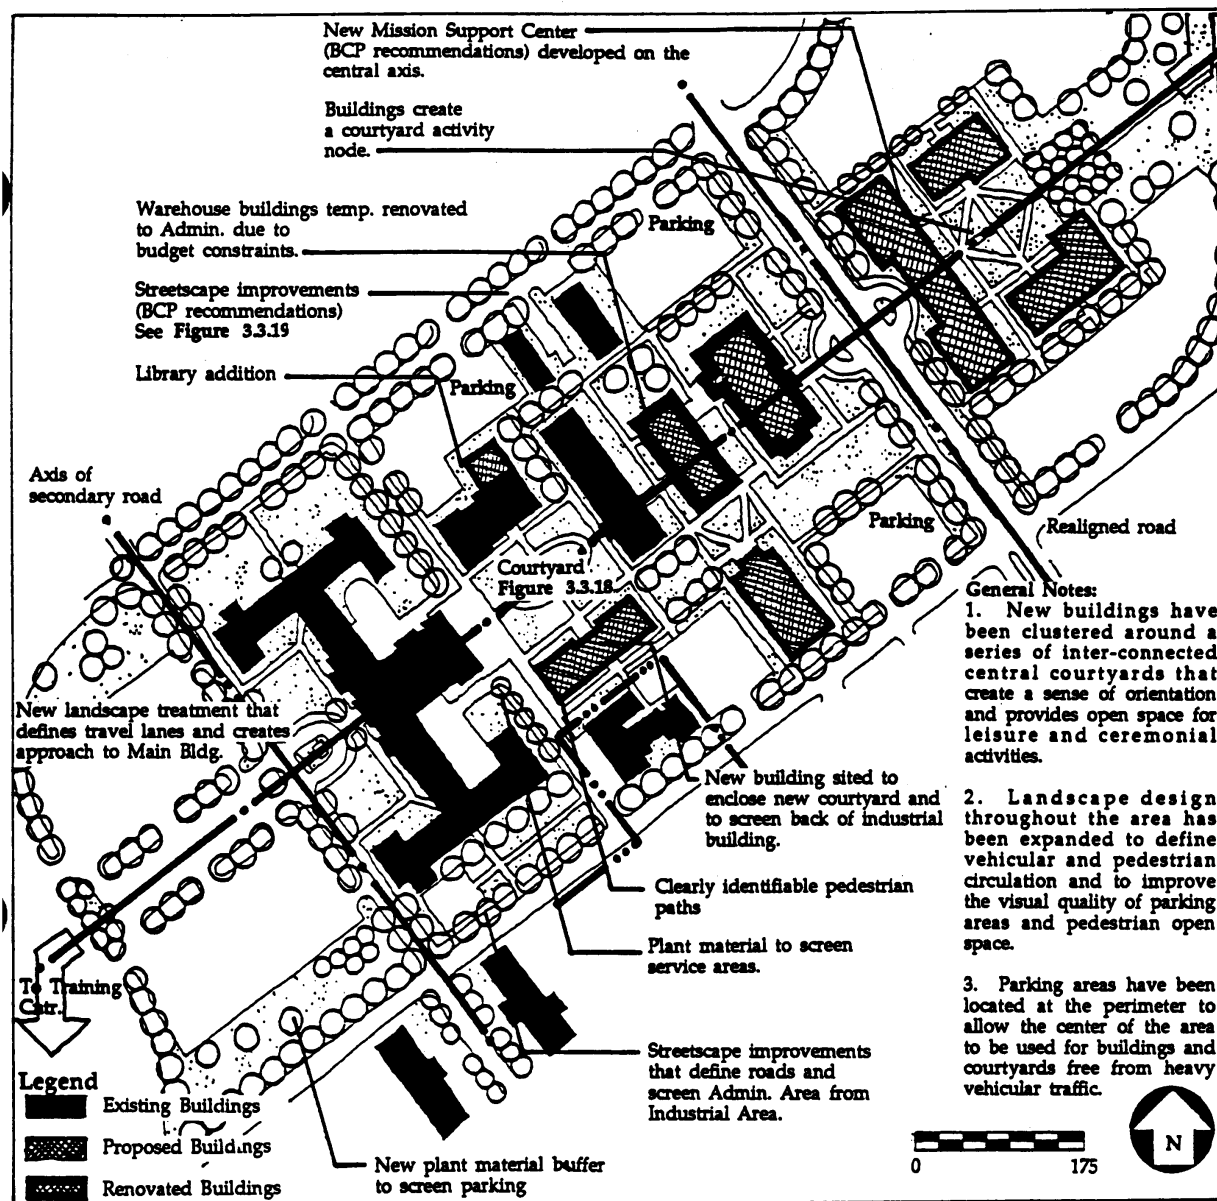 New Mission Support Center
(BCP recommendations) developed on the
central axis.
Buildings create
a courtyard activity
node.
Warehouse buildings temp. renovated
to Admin. due to
budget constraints.
Streetscape improvements
(BCP recommendations)
See Figure 3.3.19
Library addition
Parking
Parking
Axis of
secondary road
Parking
Realigned road
Courtyard
Figure 3.3.18
New landscape treatment that
defines travel lanes and creates
approach to Main Bldg.
General Notes:
1. New buildings have
been clustered around a
series of inter-connected
central courtyards that
create a sense of orientation
and provides open space for
leisure and ceremonial
activities.
2. Landscape design
throughout the area has
been expanded to define
vehicular and pedestrian
circulation and to improve
the visual quality of parking
areas and pedestrian open
space.
3. Parking areas have been
located at the perimeter to
allow the center of the area
to be used for buildings and
courtyards free from heavy
vehicular traffic.
New building sited to
enclose new courtyard and
to screen back of industrial
building.
Clearly identifiable pedestrian
paths
Plant material to screen
service areas.
Streetscape improvements
that define roads and
screen Admin. Area from
Industrial Area.
To Training
Cntr.
Legend
Existing Buildings
Proposed Buildings
Renovated Buildings
New plant material buffer
to screen parking
0 175
N